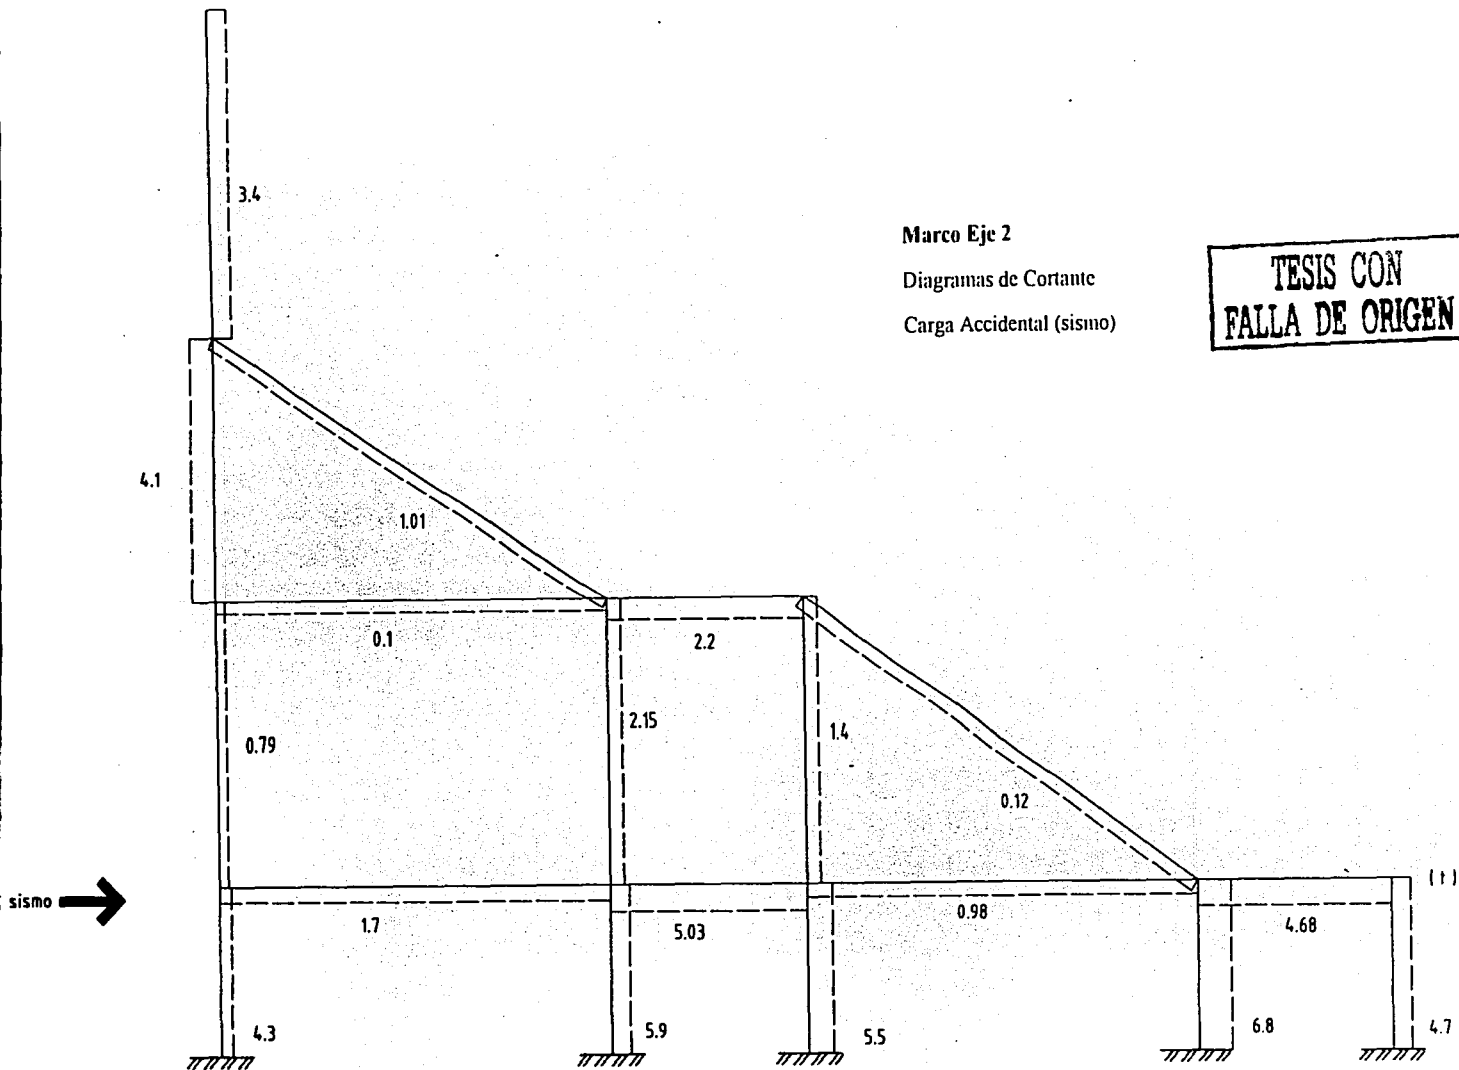 3.4
Marco Eje 2
Diagramas de Cortante
Carga Accidental (sismo)
TESIS CON
FALLA DE ORIGEN
4.1
1.01
0.1
2.2
0.79
2.15
1.4
0.12
sismo
(t)
1.7
5.03
0.98
4.68
4.3
5.9
5.5
6.8
4.7